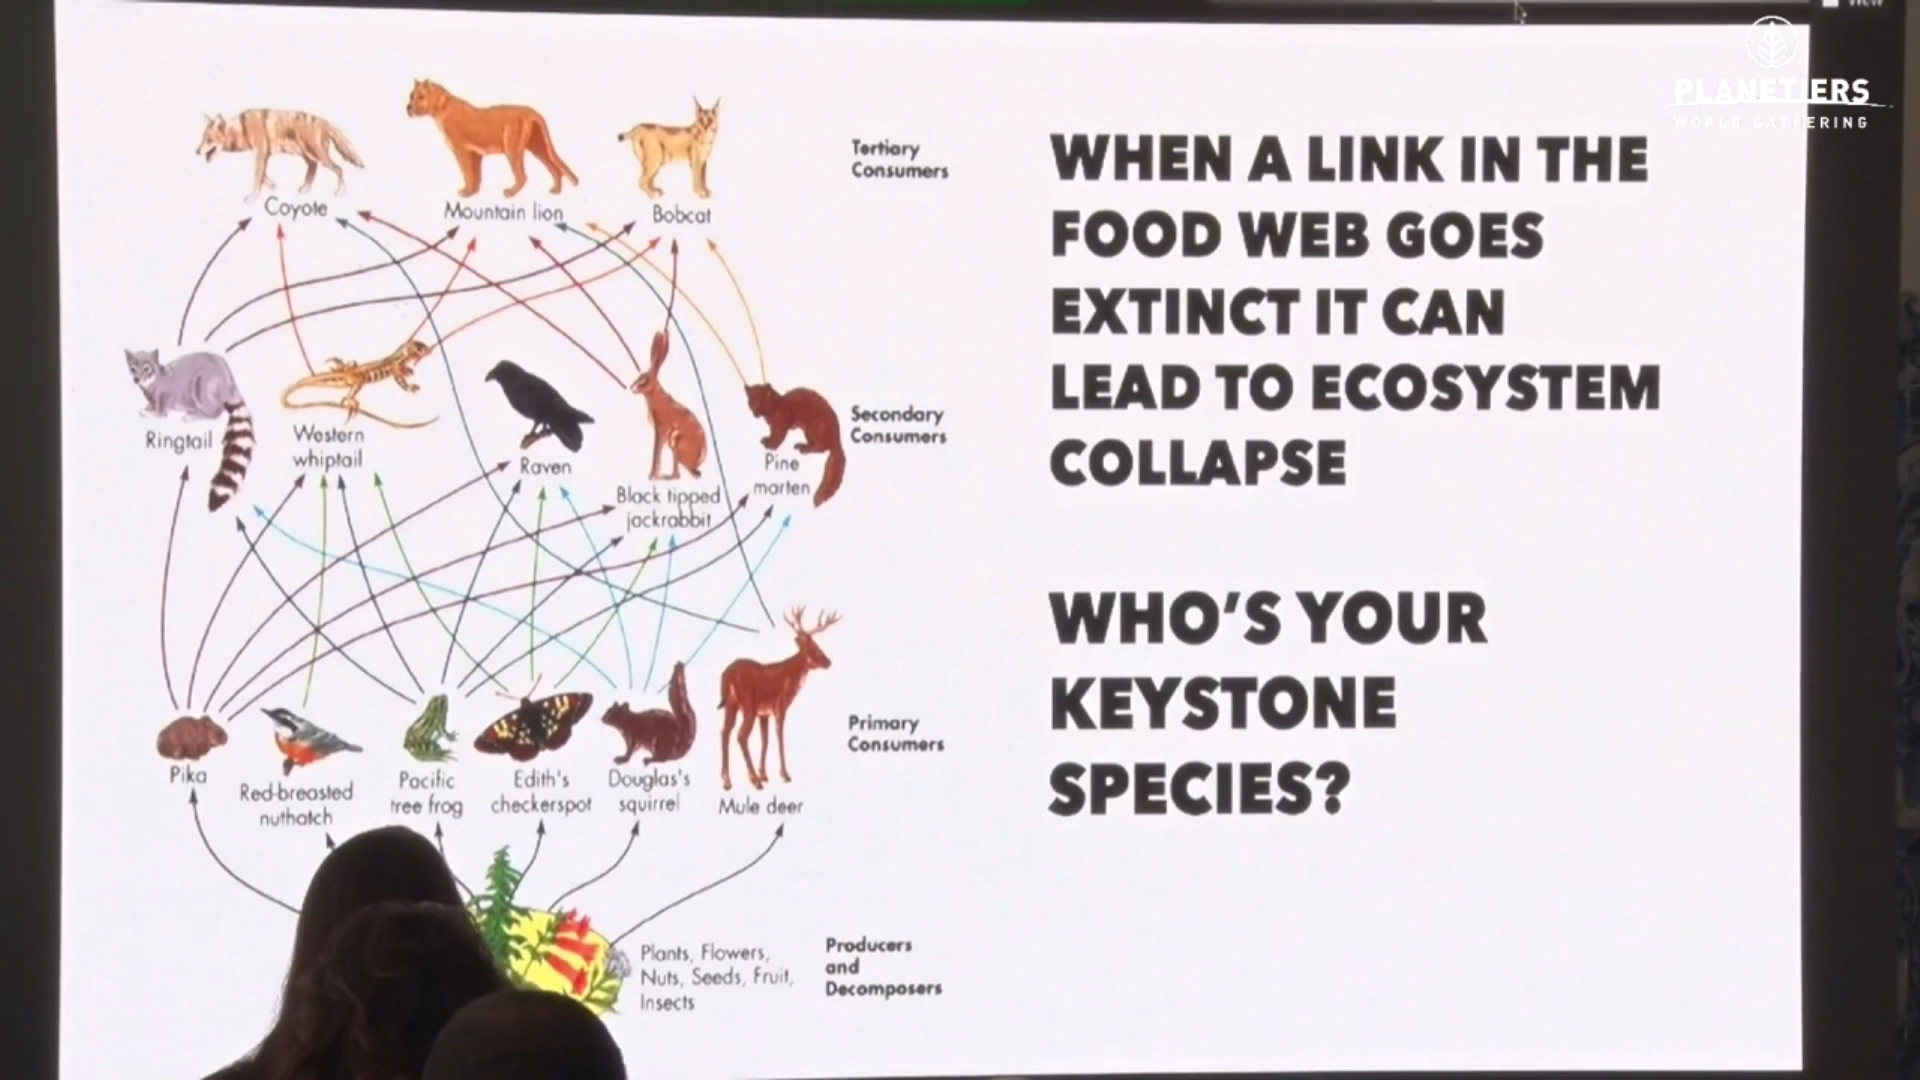 View
PLANETIERS
WORLD GATHERING
Tertiary
Consumers
Coyote
Mountain lion
Bobcat
WHEN A LINK IN THE
FOOD WEB GOES
EXTINCT IT CAN
LEAD TO ECOSYSTEM
COLLAPSE
Ringtail
Western
whiptail
Raven
Black tipped
jackrabbit
Pine
marten
Secondary
Consumers
WHO'S YOUR
KEYSTONE
SPECIES?
Pika
Red-breasted
nuthatch
Pacific
tree frog
Edith's
checkerspot
Douglas's
squirrel
Mule deer
Primary
Consumers
Plants, Flowers,
Nuts, Seeds, Fruit,
Insects
Producers
and
Decomposers